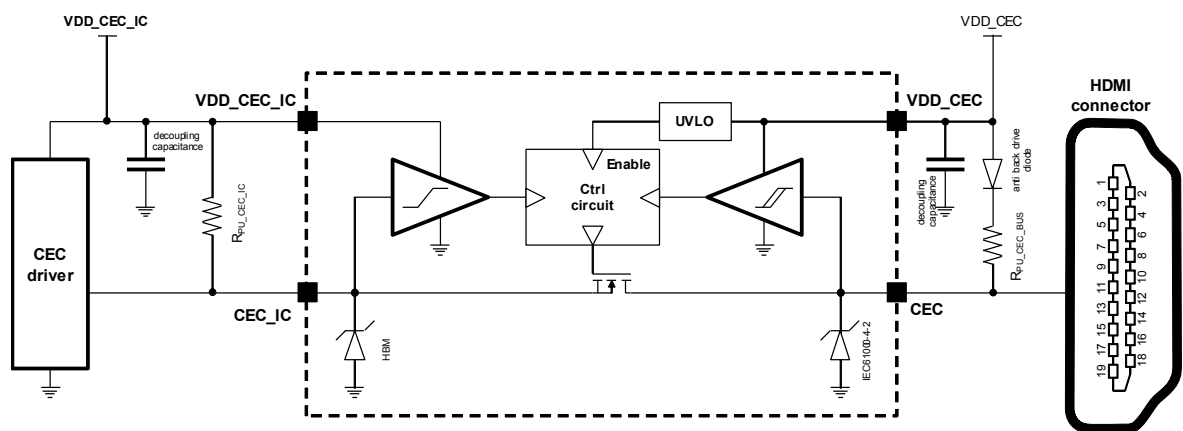 VDD_CEC_IC
VDD_CEC
VDD_CEC_IC
VDD_CEC
HDMI
connector
decoupling
capacitance
UVLO
Enable
Ctrl
circuit
decoupling
capacitance
anti back drive
diode
RPU_CEC_IC
RPU_CEC_BUS
CEC
driver
CEC_IC
CEC
HBM
IEC61000-4-2
1
2
3
4
5
6
7
8
9
10
11
12
13
14
15
16
17
18
19